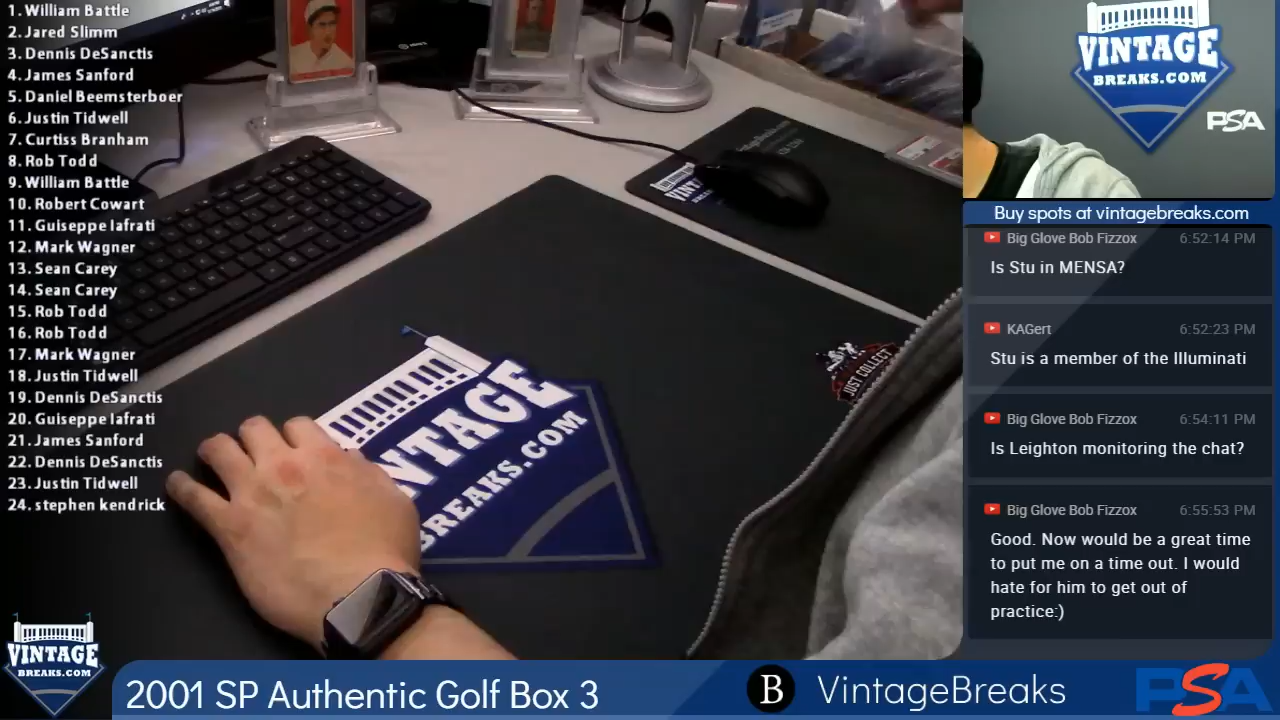 1. William Battle
2. Jared Slimm
3. Dennis DeSanctis
4. James Sanford
5. Daniel Beemsterboer
6. Justin Tidwell
7. Curtiss Branham
8. Rob Todd
9. William Battle
10. Robert Cowart
11. Guiseppe Iafrati
12. Mark Wagner
13. Sean Carey
14. Sean Carey
15. Rob Todd
16. Rob Todd
17. Mark Wagner
18. Justin Tidwell
19. Dennis DeSanctis
20. Guiseppe Iafrati
21. James Sanford
22. Dennis DeSanctis
23. Justin Tidwell
24. stephen kendrick
VINTAGE
BREAKS.COM
PSA
Buy spots at vintagebreaks.com
Big Glove Bob Fizzox 6:52:14 PM
Is Stu in MENSA?
KAGert 6:52:23 PM
Stu is a member of the Illuminati
Big Glove Bob Fizzox 6:54:11 PM
Is Leighton monitoring the chat?
Big Glove Bob Fizzox 6:55:53 PM
Good. Now would be a great time
to put me on a time out. I would
hate for him to get out of
practice:)
VINT
JUST COLLECT
NTAGE
BREAKS.COM
VINTAGE
BREAKS.COM
2001 SP Authentic Golf Box 3
B VintageBreaks
PSA